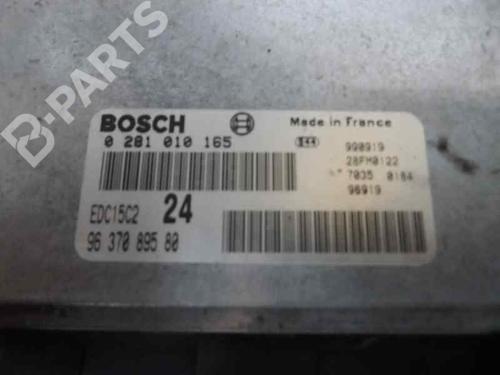 B-PARTS
BOSCH
Made in France
0 281 010 165
990919
28FM0122
7035 0184
96919
EDC15C2 24
96 370 895 80